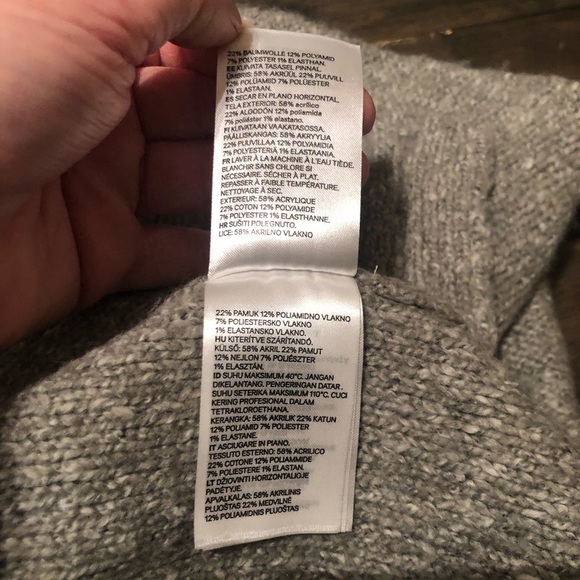 22% BAUMWOLLE 12% POLYAMID
7% POLYESTER 1% ELASTHAN.
EE KUIVATA TASASEL PINNAL.
ÜMBRIS: 58% AKRÜÜL 22% PUUVILL
12% POLÜAMIID 7% POLÜESTER
1% ELASTAAN.
ES SECAR EN PLANO HORIZONTAL.
TELA EXTERIOR: 58% acrílico
22% ALGODÓN 12% poliamida
7% poliéster 1% elastano.
FI KUIVATAAN VAAKATASOSSA.
PÄÄLLISKANGAS: 58% AKRYYLIA
22% PUUVILLAA 12% POLYAMIDIA
7% POLYESTERIÄ 1% ELASTAANIA.
FR LAVER À LA MACHINE À L'EAU TIÈDE.
BLANCHIR SANS CHLORE SI
NÉCESSAIRE. SÉCHER À PLAT.
REPASSER À FAIBLE TEMPÉRATURE.
NETTOYAGE À SEC.
EXTERIEUR: 58% ACRYLIQUE
22% COTON 12% POLYAMIDE
7% POLYESTER 1% ELASTHANNE.
HR SUŠITI POLEGNUTO.
LICE: 58% AKRILNO VLAKNO
22% PAMUK 12% POLIAMIDNO VLAKNO
7% POLIESTERSKO VLAKNO
1% ELASTANSKO VLAKNO.
HU KITERÍTVE SZÁRÍTANDÓ.
KÜLSŐ: 58% AKRIL 22% PAMUT
12% NEJLON 7% POLIÉSZTER
1% ELASZTÁN.
ID SUHU MAKSIMUM 40°C. JANGAN
DIKELANTANG. PENGERINGAN DATAR.
SUHU SETERIKA MAKSIMUM 110°C. CUCI
KERING PROFESIONAL DALAM
TETRAKLOROETHANA.
KERANGKA: 58% AKRILIK 22% KATUN
12% POLIAMID 7% POLIESTER
1% ELASTANE.
IT ASCIUGARE IN PIANO.
TESSUTO ESTERNO: 58% ACRILICO
22% COTONE 12% POLIAMMIDE
7% POLIESTERE 1% ELASTAN.
LT DŽIOVINTI HORIZONTALIOJE
PADĖTYJE.
APVALKALAS: 58% AKRILINIS
PLUOŠTAS 22% MEDVILNĖ
12% POLIAMIDINIS PLUOŠTAS